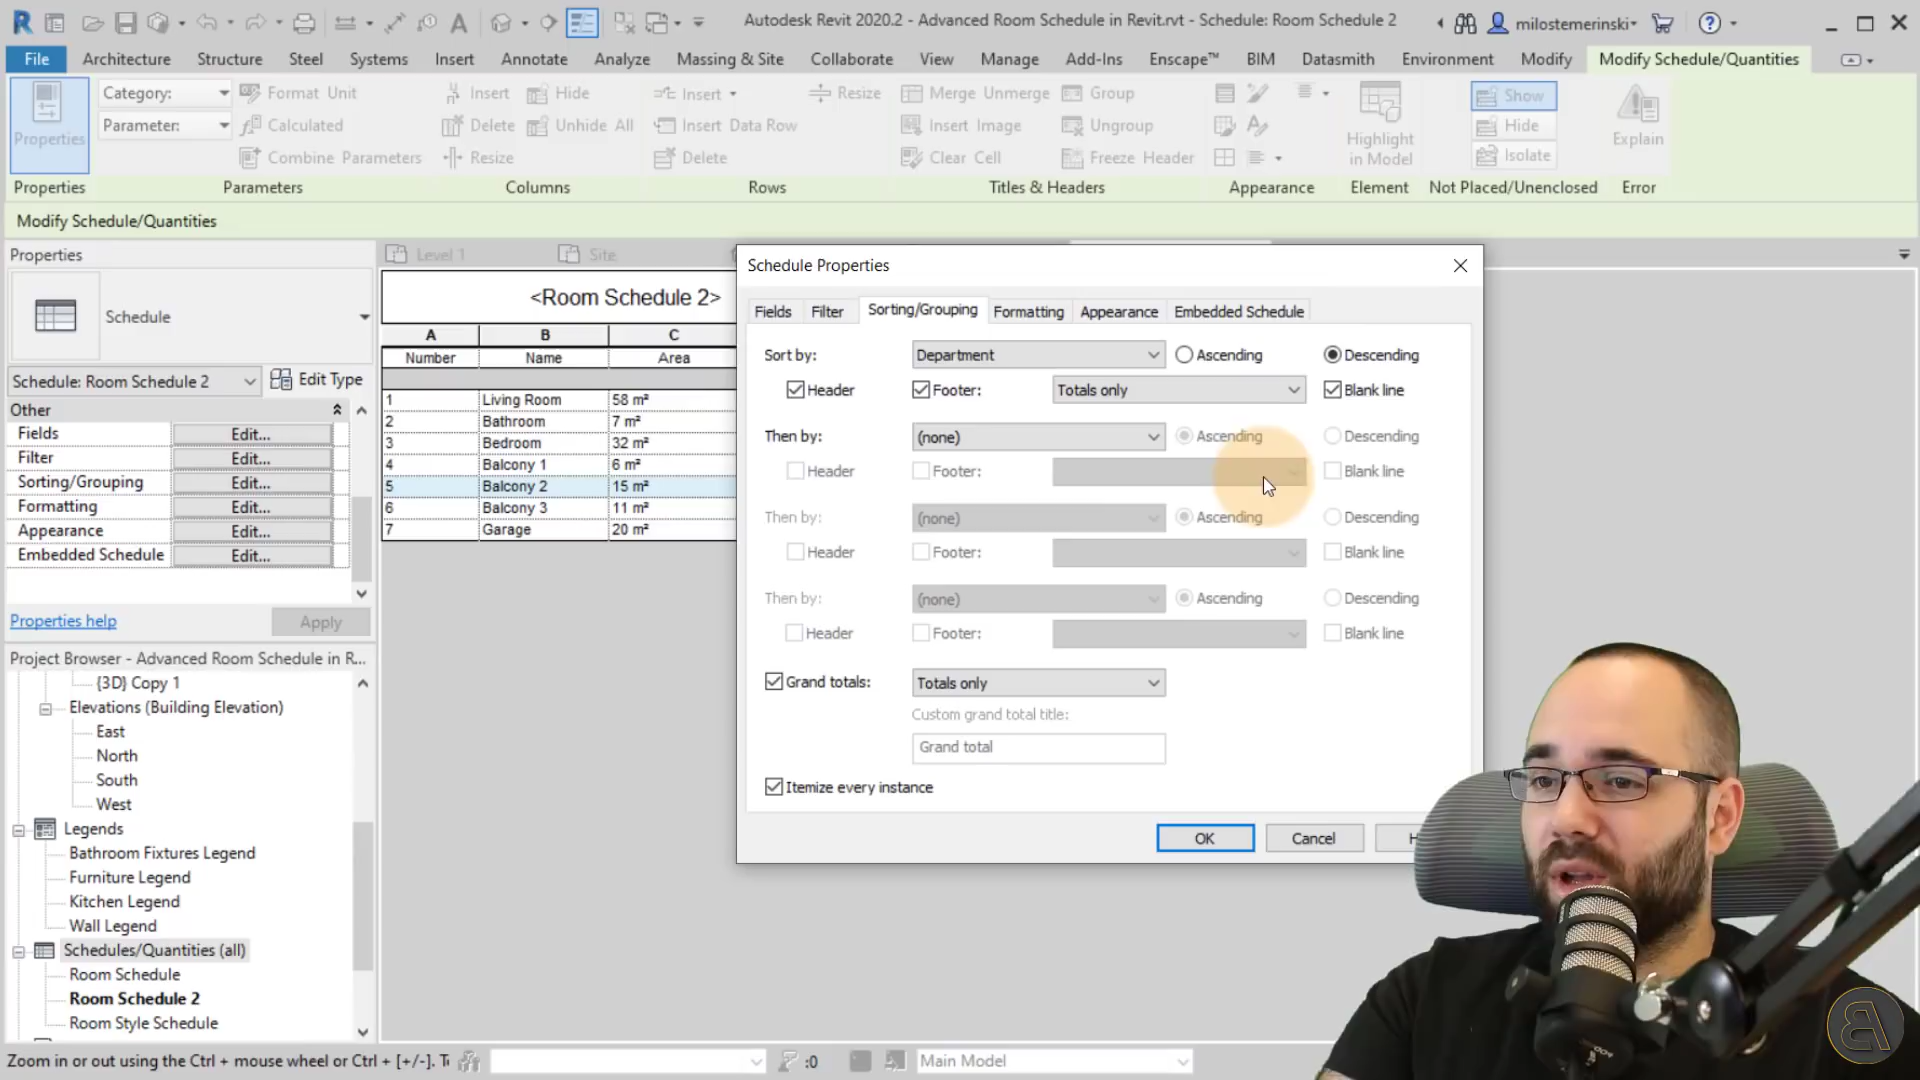 Autodesk Revit 2020.2 - Advanced Room Schedule in Revit.rvt - Schedule: Room Schedule 2
milostemerinski
File Architecture Structure Steel Systems Insert Annotate Analyze Massing & Site Collaborate View Manage Add-Ins Enscape™ BIM Datasmith Environment Modify Modify Schedule/Quantities
Category: Format Unit Insert Hide Insert Resize Merge Unmerge Group Show
Properties Parameter: Calculated Delete Unhide All Insert Data Row Insert Image Ungroup Highlight in Model Hide Explain
Combine Parameters Resize Delete Clear Cell Freeze Header Isolate
Properties Parameters Columns Rows Titles & Headers Appearance Element Not Placed/Unenclosed Error
Modify Schedule/Quantities
Properties
Schedule
Schedule: Room Schedule 2 Edit Type
Other
Fields Edit...
Filter Edit...
Sorting/Grouping Edit...
Formatting Edit...
Appearance Edit...
Embedded Schedule Edit...
Properties help Apply
Project Browser - Advanced Room Schedule in R...
{3D} Copy 1
Elevations (Building Elevation)
East
North
South
West
Legends
Bathroom Fixtures Legend
Furniture Legend
Kitchen Legend
Wall Legend
Schedules/Quantities (all)
Room Schedule
Room Schedule 2
Room Style Schedule
Level 1 Site
<Room Schedule 2>
A B C
Number Name Area
1 Living Room 58 m²
2 Bathroom 7 m²
3 Bedroom 32 m²
4 Balcony 1 6 m²
5 Balcony 2 15 m²
6 Balcony 3 11 m²
7 Garage 20 m²
Schedule Properties
Fields Filter Sorting/Grouping Formatting Appearance Embedded Schedule
Sort by: Department Ascending Descending
Header Footer: Totals only Blank line
Then by: (none) Ascending Descending
Header Footer: Blank line
Then by: (none) Ascending Descending
Header Footer: Blank line
Then by: (none) Ascending Descending
Header Footer: Blank line
Grand totals: Totals only
Custom grand total title:
Grand total
Itemize every instance
OK Cancel H
Zoom in or out using the Ctrl + mouse wheel or Ctrl + [+/-]. :0 Main Model